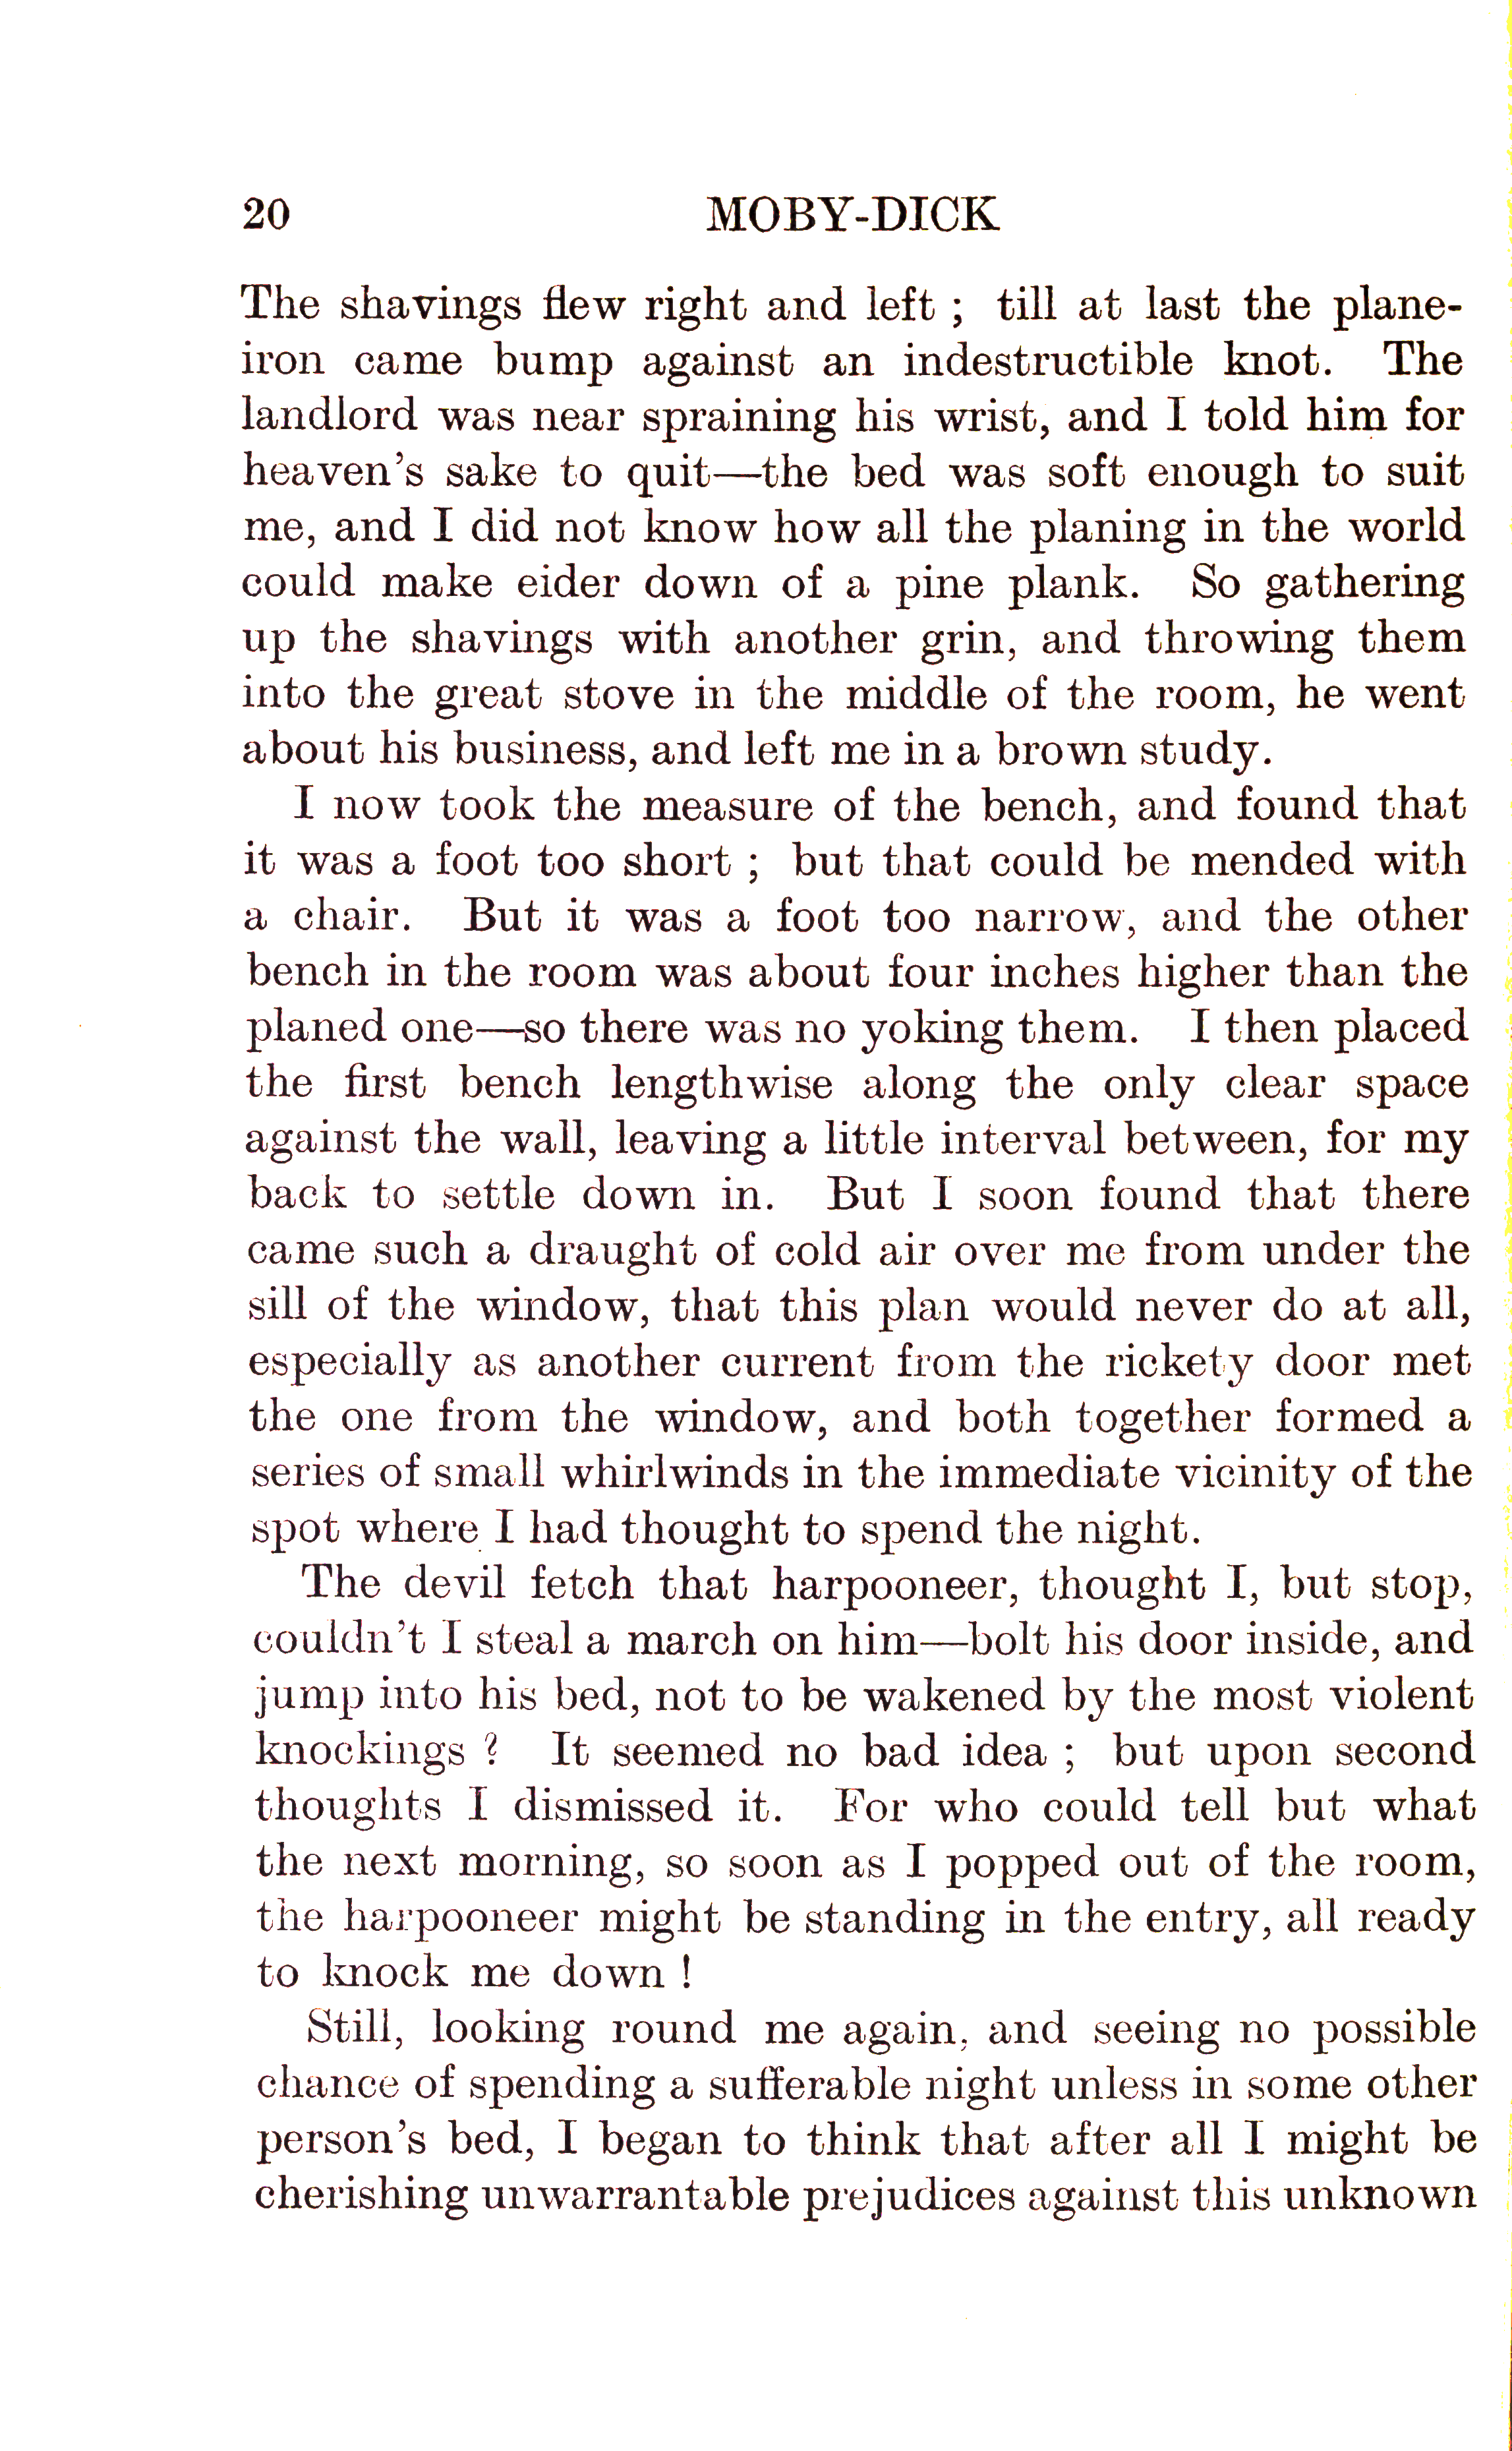 20 MOBY-DICK
The shavings flew right and left ; till at last the plane-
iron came bump against an indestructible knot. The
landlord was near spraining his wrist, and I told him for
heaven's sake to quit—the bed was soft enough to suit
me, and I did not know how all the planing in the world
could make eider down of a pine plank. So gathering
up the shavings with another grin, and throwing them
into the great stove in the middle of the room, he went
about his business, and left me in a brown study.
I now took the measure of the bench, and found that
it was a foot too short ; but that could be mended with
a chair. But it was a foot too narrow, and the other
bench in the room was about four inches higher than the
planed one—so there was no yoking them. I then placed
the first bench lengthwise along the only clear space
against the wall, leaving a little interval between, for my
back to settle down in. But I soon found that there
came such a draught of cold air over me from under the
sill of the window, that this plan would never do at all,
especially as another current from the rickety door met
the one from the window, and both together formed a
series of small whirlwinds in the immediate vicinity of the
spot where I had thought to spend the night.
The devil fetch that harpooneer, thought I, but stop,
couldn't I steal a march on him—bolt his door inside, and
jump into his bed, not to be wakened by the most violent
knockings ? It seemed no bad idea ; but upon second
thoughts I dismissed it. For who could tell but what
the next morning, so soon as I popped out of the room,
the harpooneer might be standing in the entry, all ready
to knock me down !
Still, looking round me again, and seeing no possible
chance of spending a sufferable night unless in some other
person's bed, I began to think that after all I might be
cherishing unwarrantable prejudices against this unknown